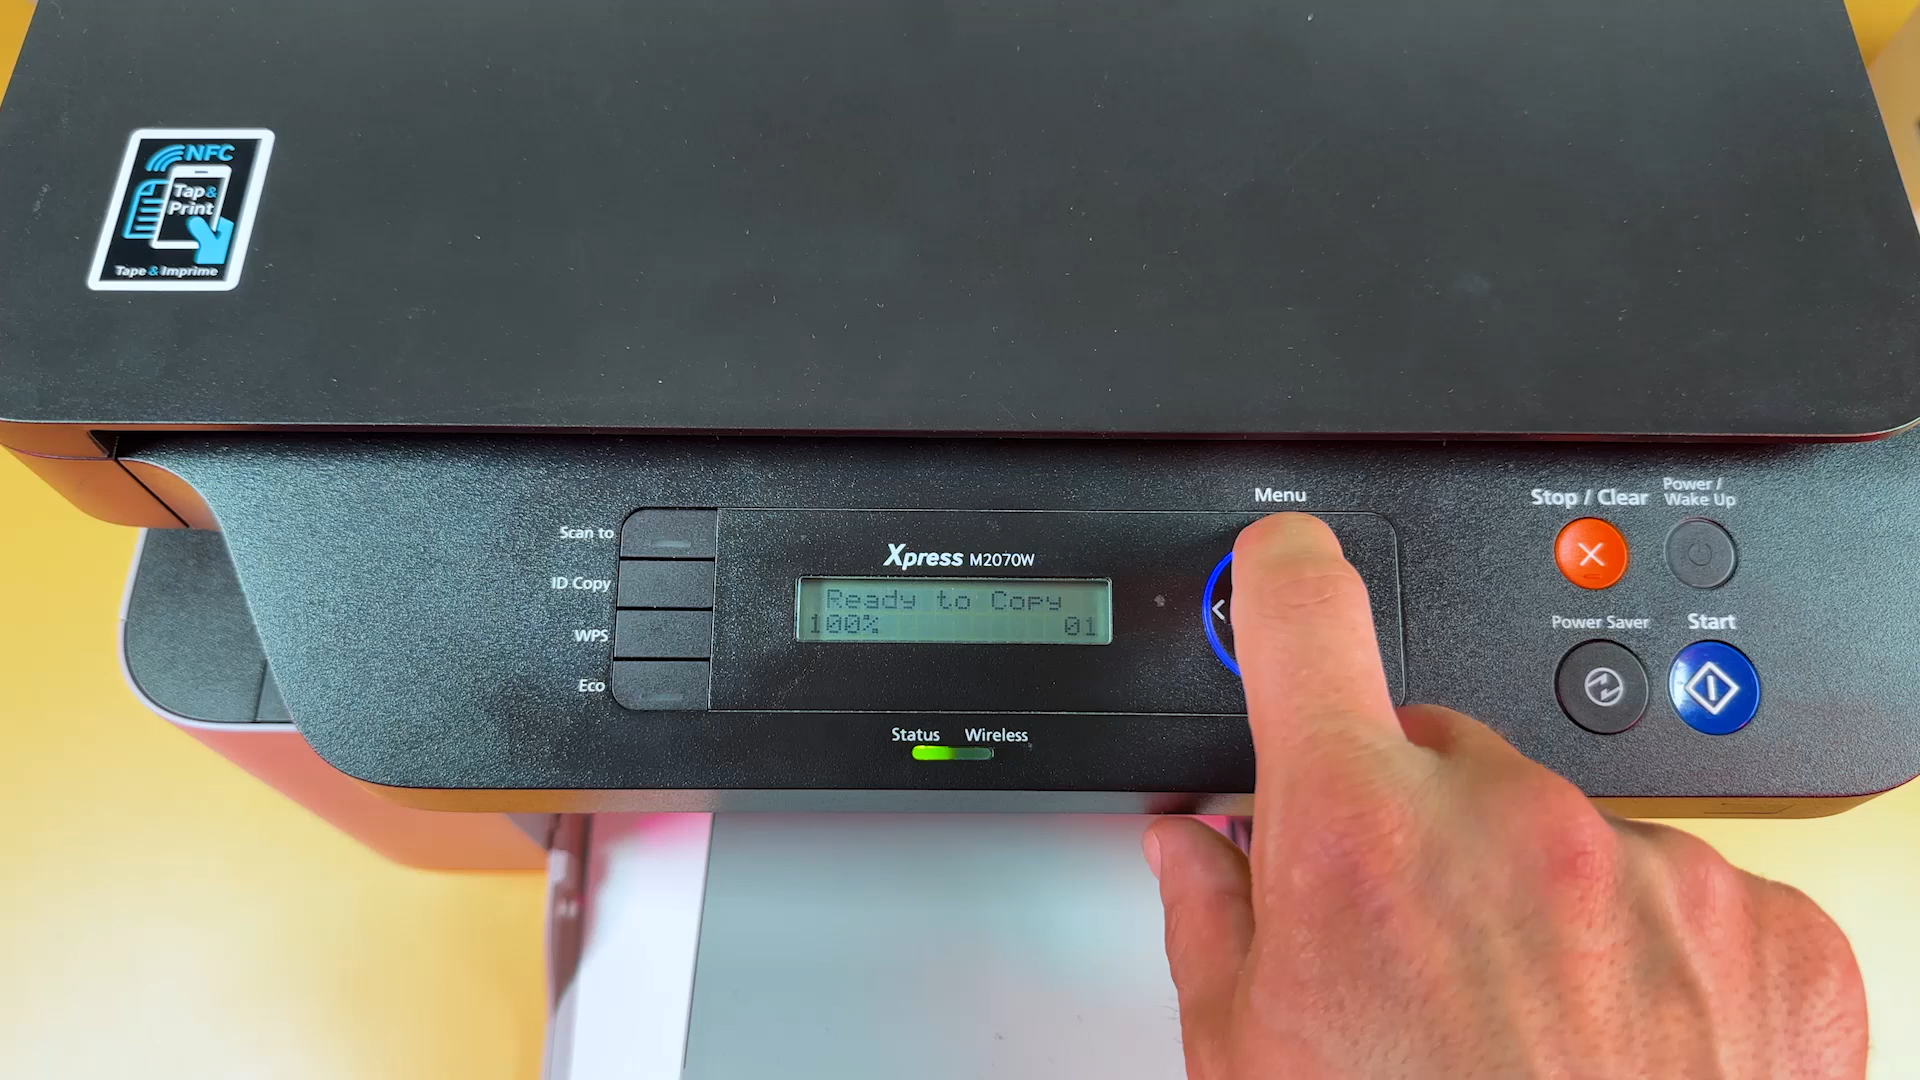 NFC
Tap &
Print
Tape & Imprime
Menu
Stop / Clear
Power /
Wake Up
Scan to
ID Copy
WPS
Eco
Xpress M2070W
Ready to Copy
100% 01
Power Saver
Start
Status Wireless